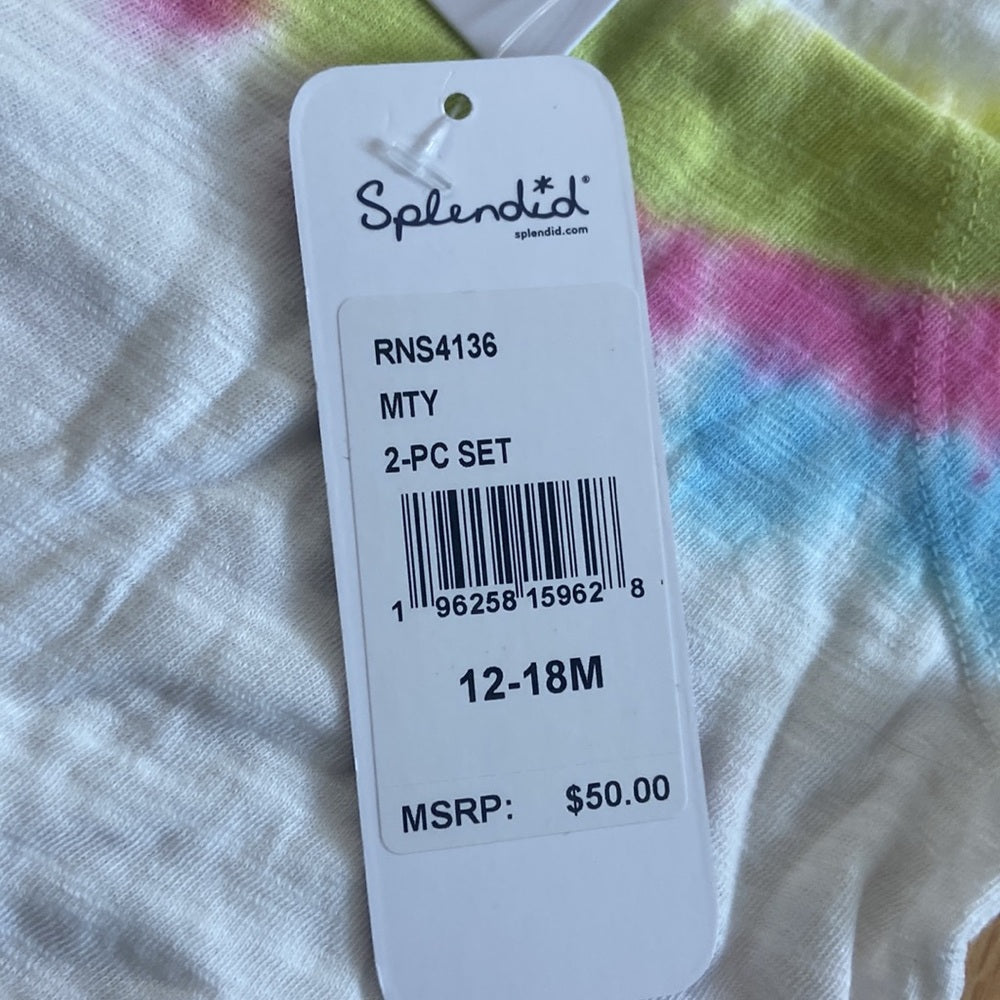 Splendid®
splendid.com
RNS4136
MTY
2-PC SET
1 96258 15962 8
12-18M
MSRP: $50.00